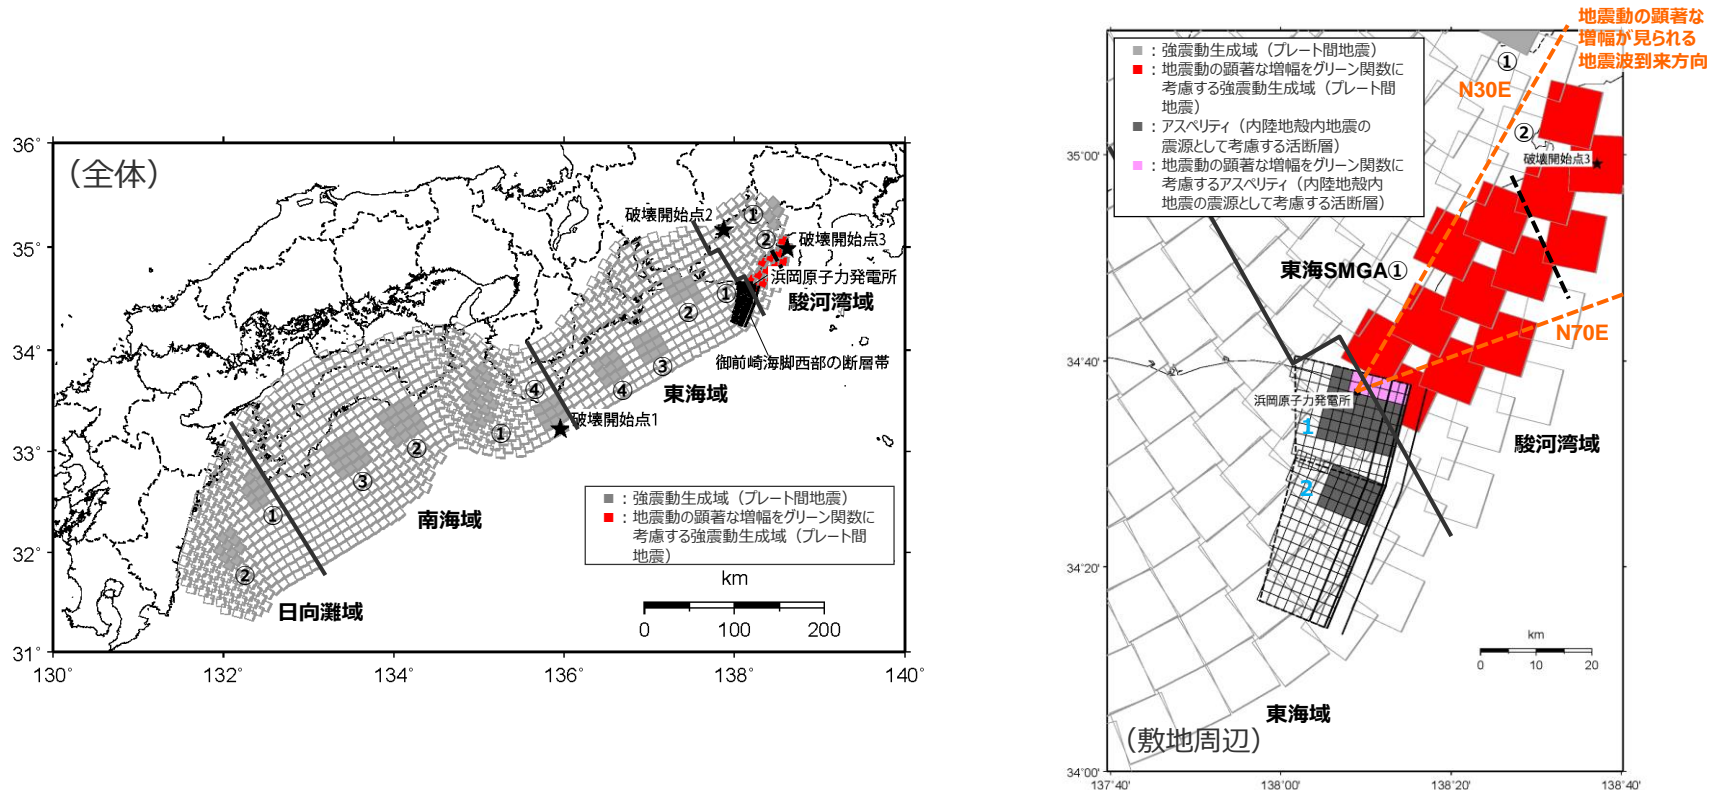 （全体）
36°
35°
34°
33°
32°
31°
130
132
134
136
138
140
破壊開始点2
①
②
破壊開始点3
浜岡原子力発電所
①
駿河湾域
②
御前崎海脚西部の断層帯
③
④
東海域
④
破壊開始点1
①
②
③
南海域
①
②
日向灘域
■：強震動生成域（プレート間地震）
■：地震動の顕著な増幅をグリーン関数に
考慮する強震動生成域（プレート間
地震）
km
0
100
200
地震動の顕著な
増幅が見られる
地震波到来方向
■：強震動生成域（プレート間地震）
■：地震動の顕著な増幅をグリーン関数に
考慮する強震動生成域（プレート間
地震）
■：アスペリティ（内陸地殻内地震の
震源として考慮する活断層）
■：地震動の顕著な増幅をグリーン関数に
考慮するアスペリティ（内陸地殻内
地震の震源として考慮する活断層）
①
N30E
②
破壊開始点3
35°00'
東海SMGA①
N70E
34°40'
浜岡原子力発電所
1
駿河湾域
2
34°20'
km
0
10
20
東海域
（敷地周辺）
34°00'
137°40'
138°00'
138°20'
138°40'